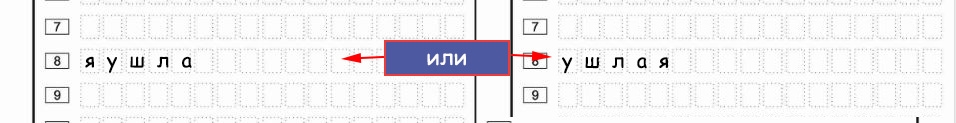 7 7
8 я у ш л а или 8 у ш л а я
9 9